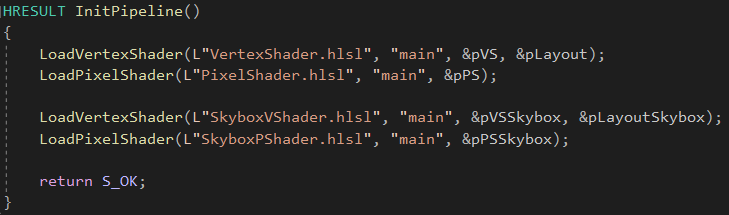 HRESULT InitPipeline()
{
LoadVertexShader(L"VertexShader.hlsl", "main", &pVS, &pLayout);
LoadPixelShader(L"PixelShader.hlsl", "main", &pPS);
LoadVertexShader(L"SkyboxVShader.hlsl", "main", &pVSSkybox, &pLayoutSkybox);
LoadPixelShader(L"SkyboxPShader.hlsl", "main", &pPSSkybox);
return S_OK;
}